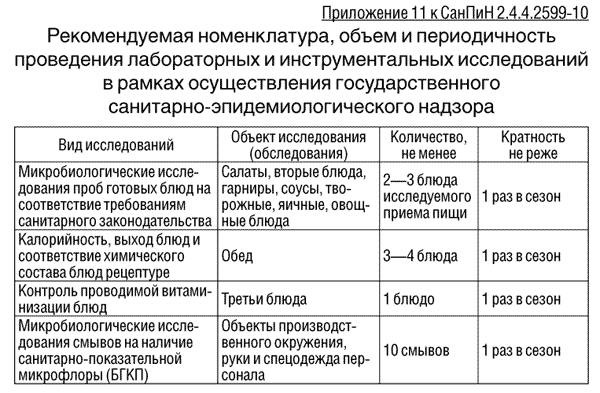 Приложение 11 к СанПиН 2.4.4.2599-10
Рекомендуемая номенклатура, объем и периодичность
проведения лабораторных и инструментальных исследований
в рамках осуществления государственного
санитарно-эпидемиологического надзора
Вид исследований
Объект исследования
(обследования)
Количество,
не менее
Кратность
не реже
Микробиологические иссле-
дования проб готовых блюд на
соответствие требованиям
санитарного законодательства
Салаты, вторые блюда,
гарниры, соусы, тво-
рожные, яичные, овощ-
ные блюда
2—3 блюда
исследуемого
приема пищи
1 раз в сезон
Калорийность, выход блюд и
соответствие химического
состава блюд рецептуре
Обед
3—4 блюда
1 раз в сезон
Контроль проводимой витами-
низации блюд
Третьи блюда
1 блюдо
1 раз в сезон
Микробиологические иссле-
дования смывов на наличие
санитарно-показательной
микрофлоры (БГКП)
Объекты производст-
венного окружения,
руки и спецодежда пер-
сонала
10 смывов
1 раз в сезон